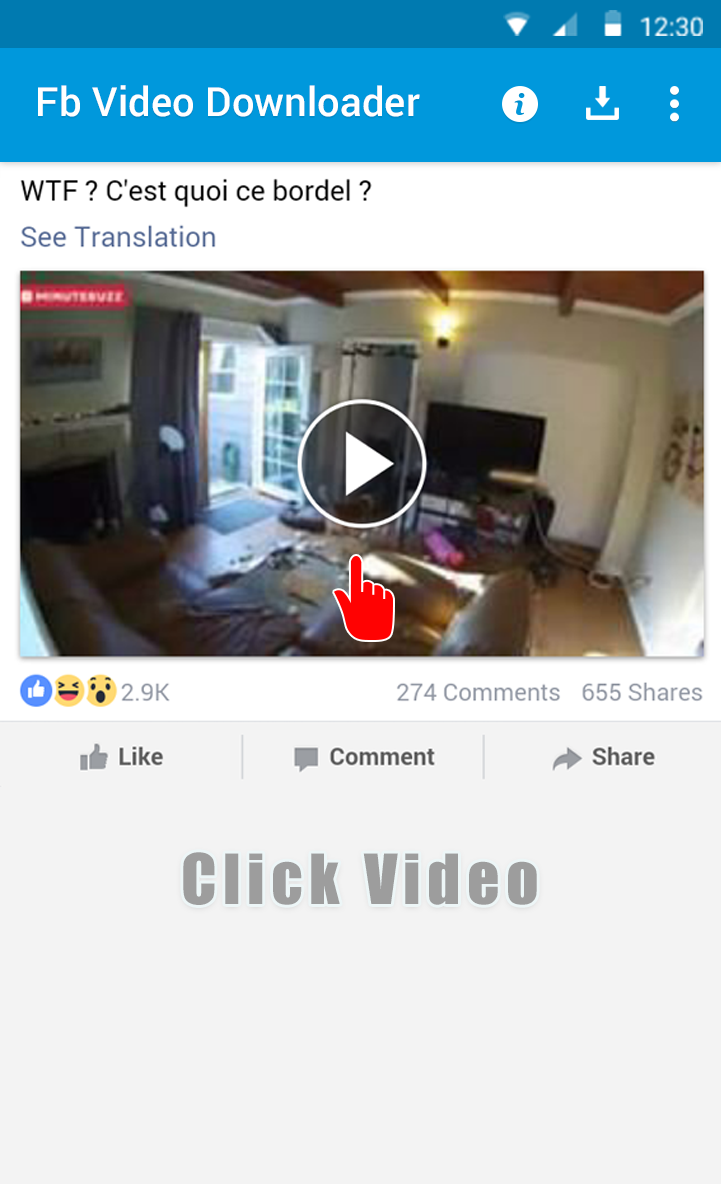 12:30
Fb Video Downloader
WTF ? C'est quoi ce bordel ?
See Translation
MINUTEBUZZ
2.9K 274 Comments 655 Shares
Like Comment Share
Click Video